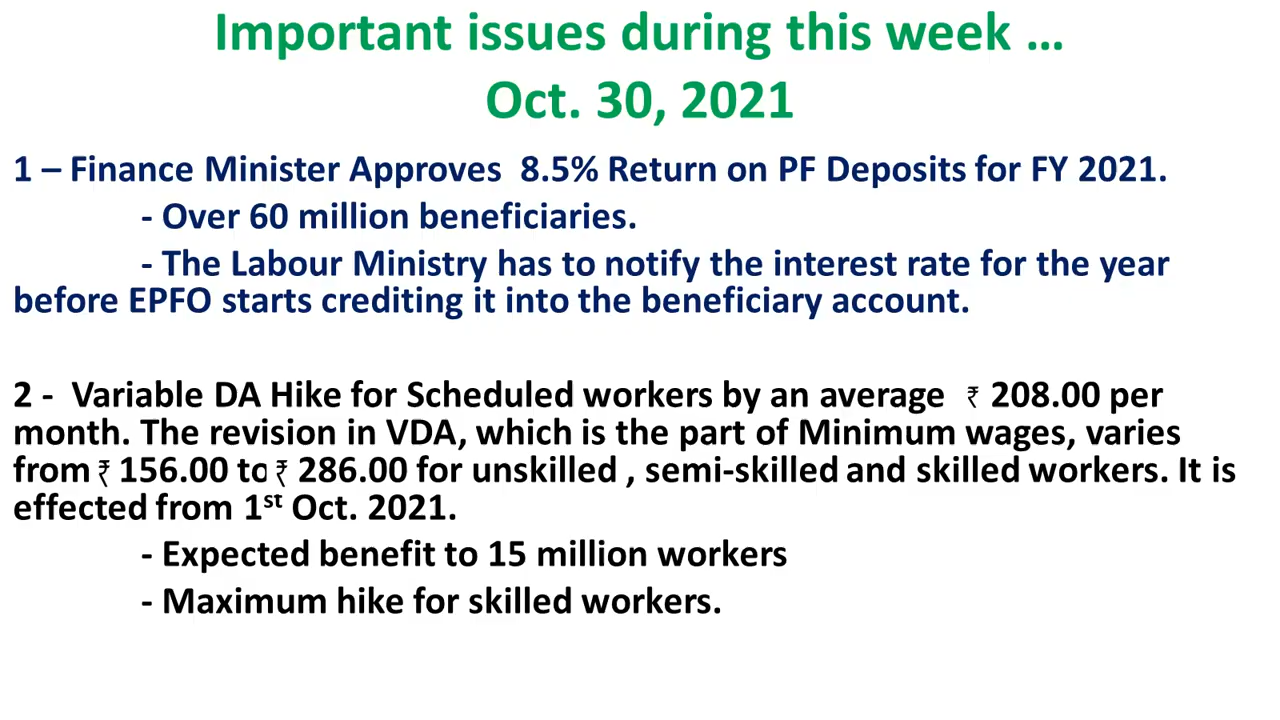 Important issues during this week …
Oct. 30, 2021
1 – Finance Minister Approves 8.5% Return on PF Deposits for FY 2021.
- Over 60 million beneficiaries.
- The Labour Ministry has to notify the interest rate for the year
before EPFO starts crediting it into the beneficiary account.
2 - Variable DA Hike for Scheduled workers by an average ₹ 208.00 per
month. The revision in VDA, which is the part of Minimum wages, varies
from ₹ 156.00 to ₹ 286.00 for unskilled , semi-skilled and skilled workers. It is
effected from 1st Oct. 2021.
- Expected benefit to 15 million workers
- Maximum hike for skilled workers.